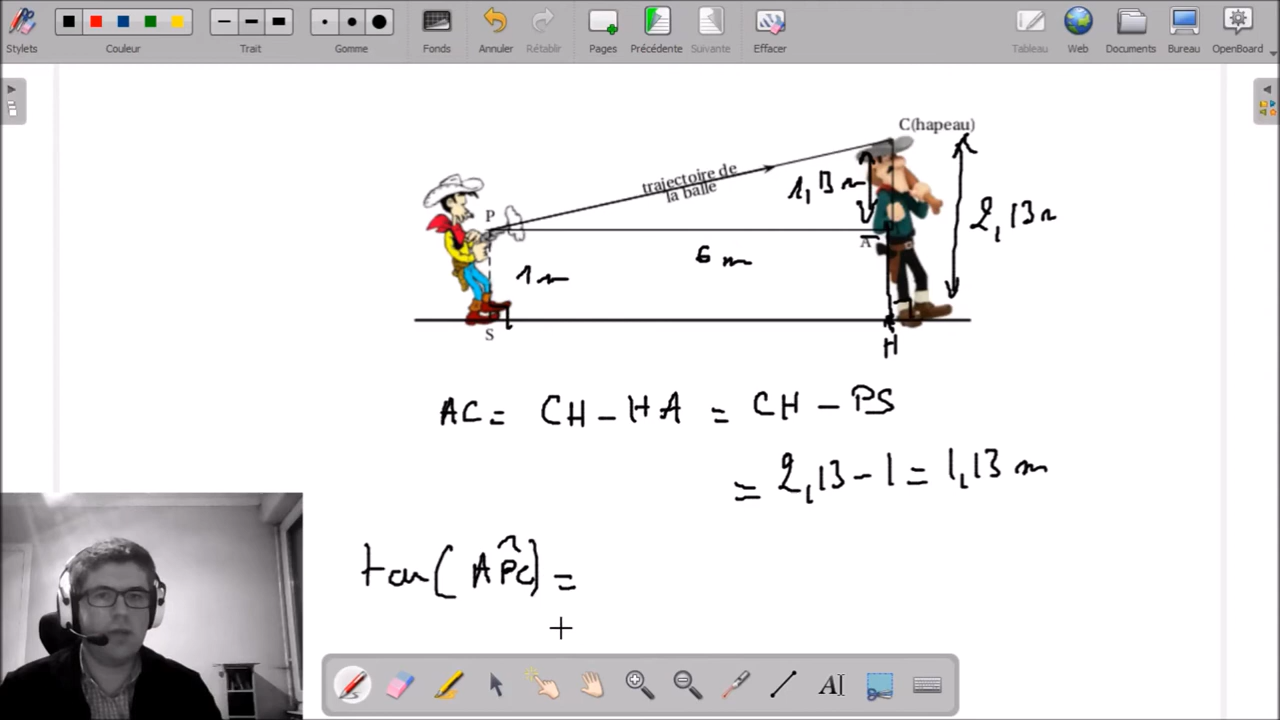 Stylets Couleur Trait Gomme Fonds Annuler Rétablir Pages Précédente Suivante Effacer Tableau Web Documents Bureau OpenBoard
C(hapeau)
trajectoire de
la balle
1,13 m
P
2,13 m
A
6 m
1 m
S
H
AC = CH - HA = CH - PS
= 2,13 - 1 = 1,13 m
tan(APC) =
AI